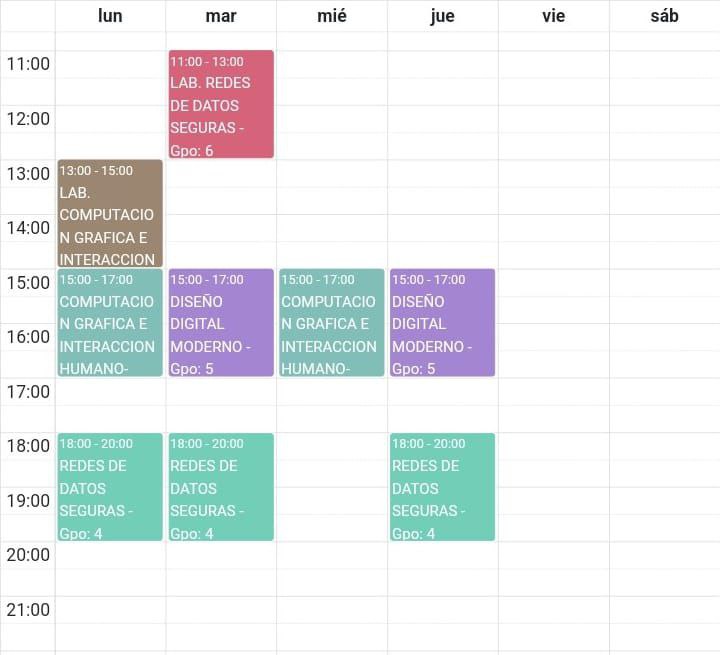 lun mar mié jue vie sáb
11:00
12:00
13:00
14:00
15:00
16:00
17:00
18:00
19:00
20:00
21:00
13:00 - 15:00
LAB.
COMPUTACIO
N GRAFICA E
INTERACCION
15:00 - 17:00
COMPUTACIO
N GRAFICA E
INTERACCION
HUMANO-
18:00 - 20:00
REDES DE
DATOS
SEGURAS -
Gpo: 4
11:00 - 13:00
LAB. REDES
DE DATOS
SEGURAS -
Gpo: 6
15:00 - 17:00
DISEÑO
DIGITAL
MODERNO -
Gpo: 5
18:00 - 20:00
REDES DE
DATOS
SEGURAS -
Gpo: 4
15:00 - 17:00
COMPUTACIO
N GRAFICA E
INTERACCION
HUMANO-
15:00 - 17:00
DISEÑO
DIGITAL
MODERNO -
Gpo: 5
18:00 - 20:00
REDES DE
DATOS
SEGURAS -
Gpo: 4